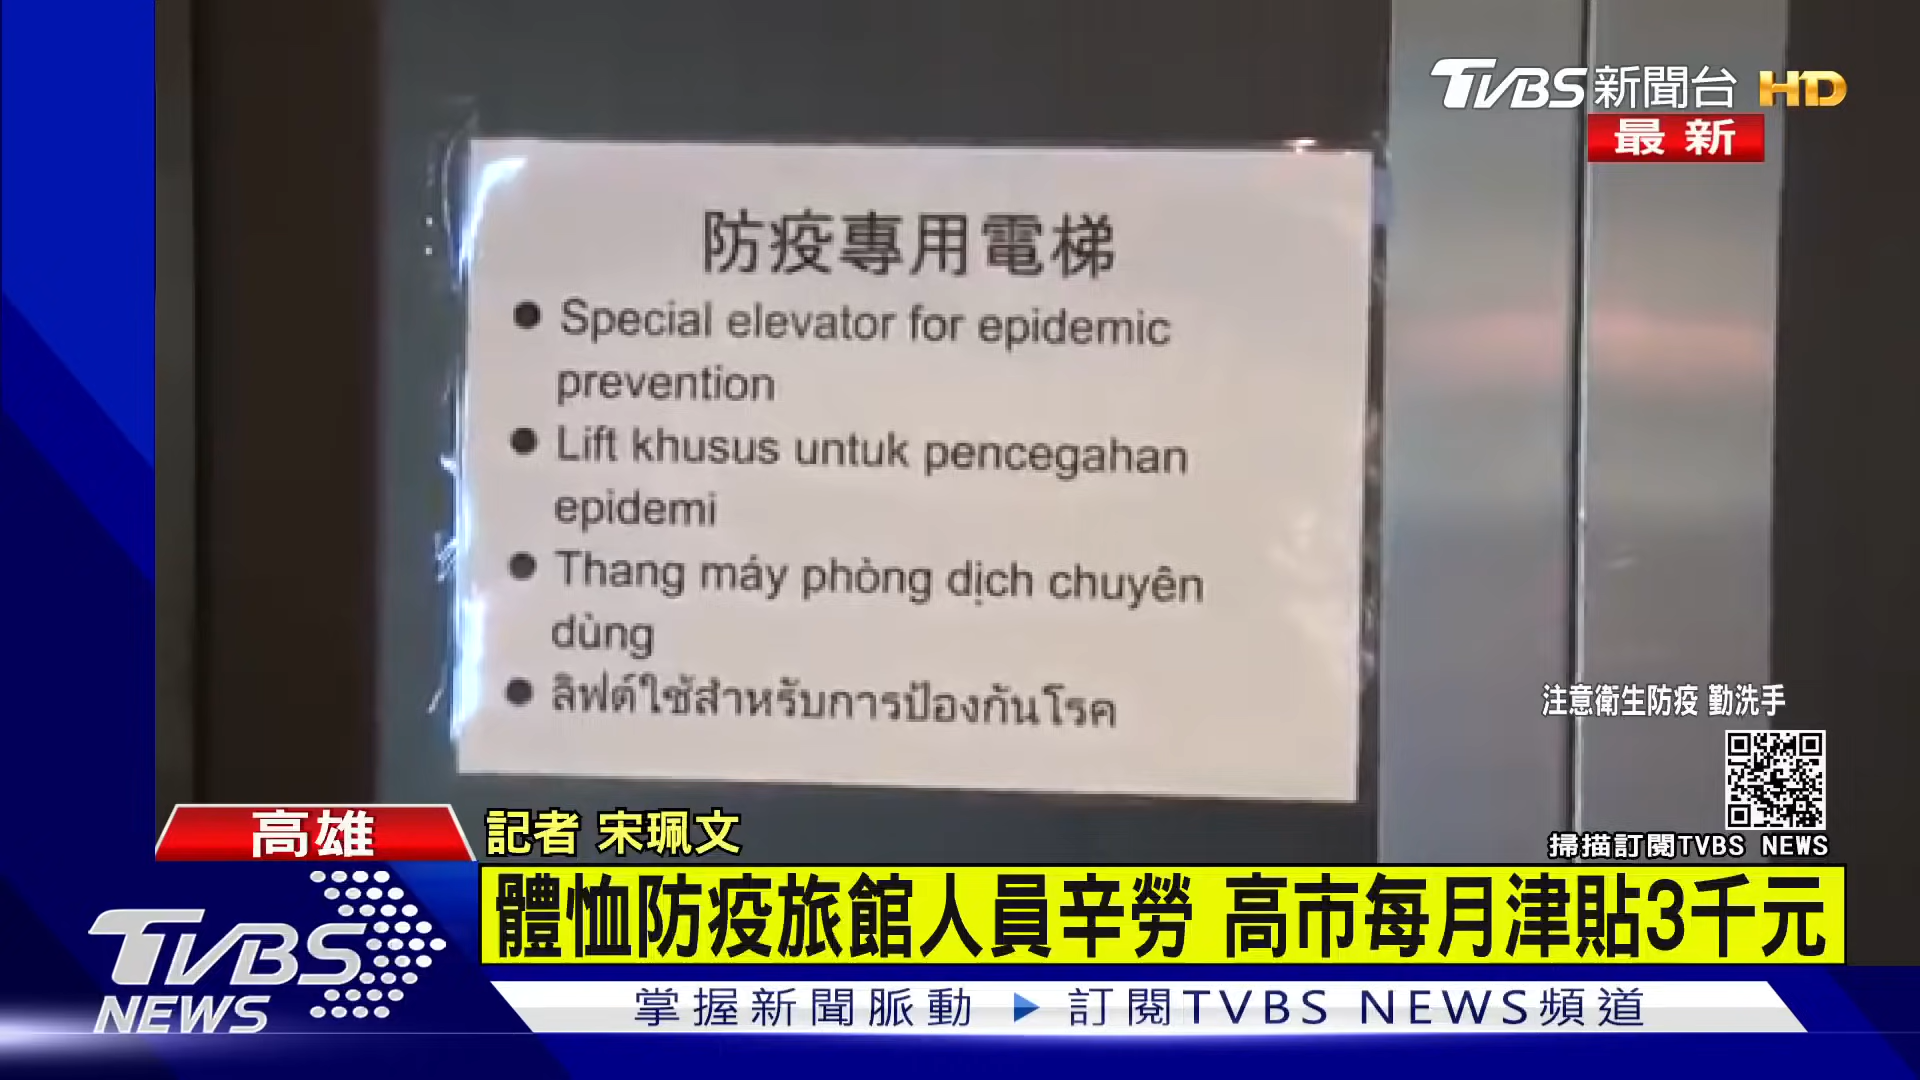 TVBS新聞台 HD
最新
防疫專用電梯
● Special elevator for epidemic
prevention
● Lift khusus untuk pencegahan
epidemi
● Thang máy phòng dịch chuyên
dùng
● ลิฟต์ใช้สำหรับการป้องกันโรค
注意衛生防疫 勤洗手
掃描訂閱TVBS NEWS
高雄
記者 宋珮文
體恤防疫旅館人員辛勞 高市每月津貼3千元
TVBS
NEWS
掌握新聞脈動 ▶ 訂閱TVBS NEWS頻道